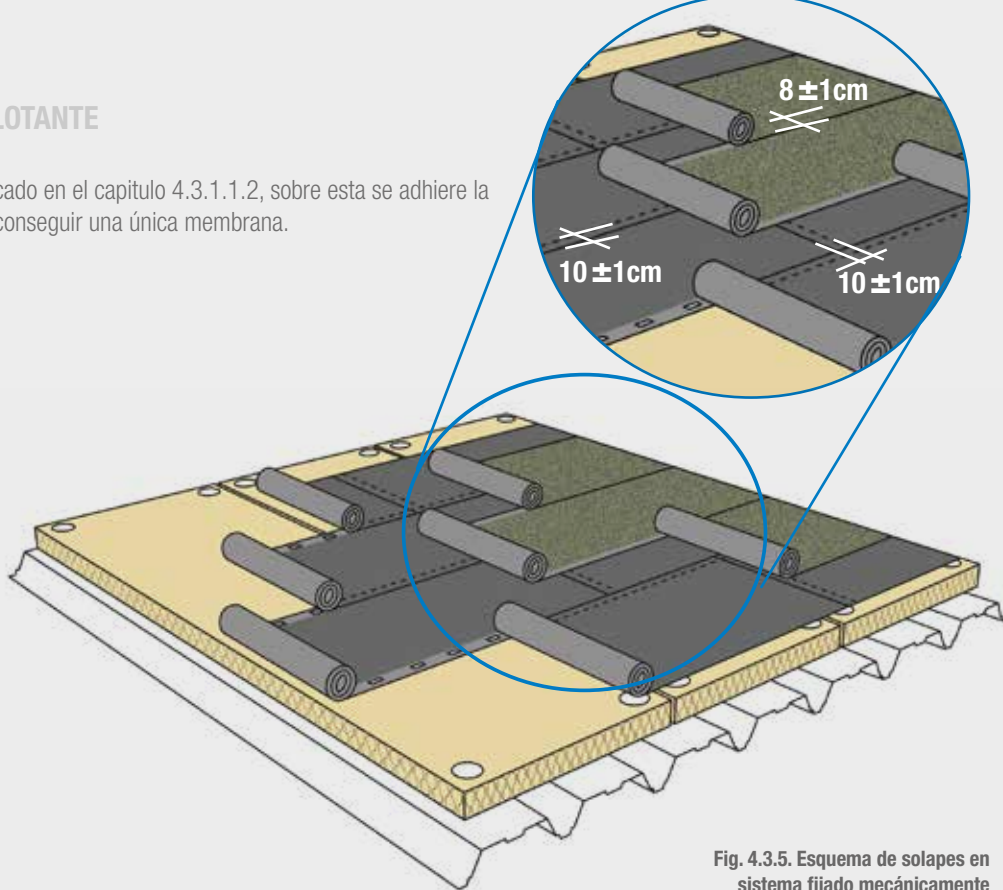 cado en el capitulo 4.3.1.1.2, sobre esta se adhiere la
conseguir una única membrana.
8 ±1cm
10 ±1cm
10 ±1cm
Fig. 4.3.5. Esquema de solapes en
sistema fijado mecánicamente